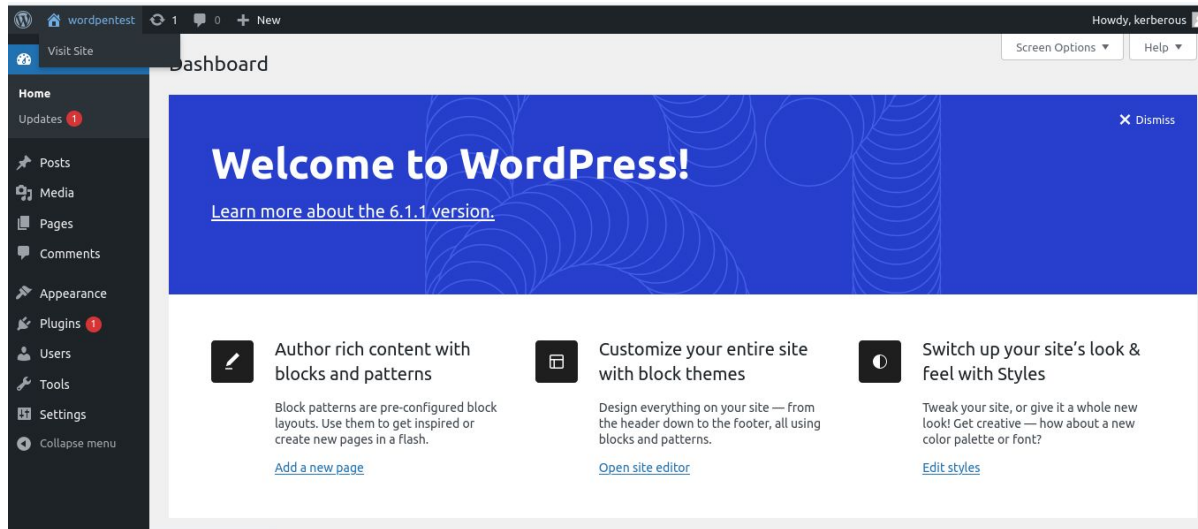 wordpentest 1 0 + New Howdy, kerberous
Visit Site
Screen Options ▼ Help ▼
Dashboard
Home
Updates 1
Dismiss
Posts
Media
Pages
Comments
Appearance
Plugins 1
Users
Tools
Settings
Collapse menu
Welcome to WordPress!
Learn more about the 6.1.1 version.
Author rich content with
blocks and patterns
Block patterns are pre-configured block
layouts. Use them to get inspired or
create new pages in a flash.
Add a new page
Customize your entire site
with block themes
Design everything on your site — from
the header down to the footer, all using
blocks and patterns.
Open site editor
Switch up your site's look &
feel with Styles
Tweak your site, or give it a whole new
look! Get creative — how about a new
color palette or font?
Edit styles